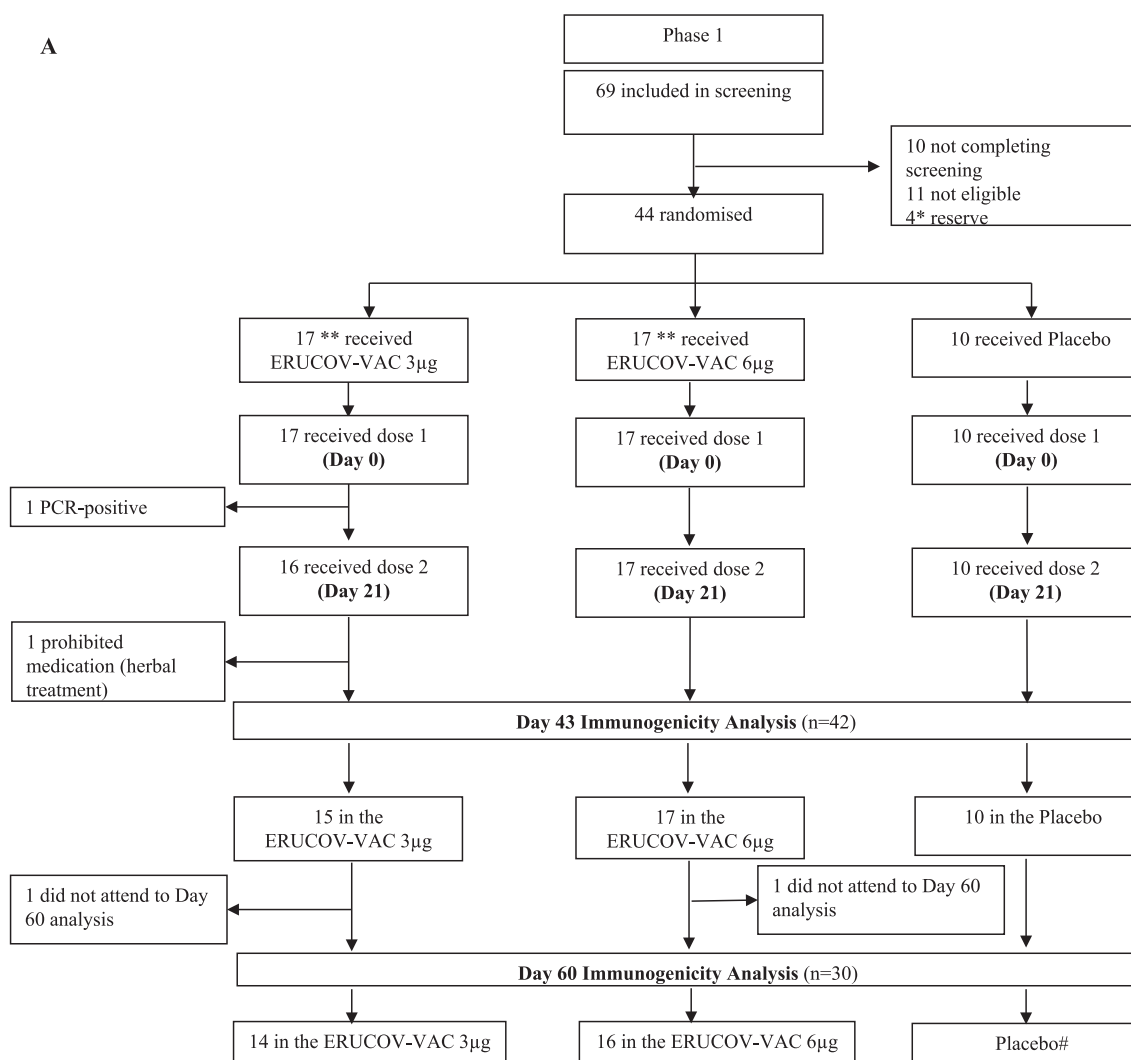 A
Phase 1
69 included in screening
10 not completing
screening
11 not eligible
4* reserve
44 randomised
17 ** received
ERUCOV-VAC 3µg
17 ** received
ERUCOV-VAC 6µg
10 received Placebo
17 received dose 1
(Day 0)
17 received dose 1
(Day 0)
10 received dose 1
(Day 0)
1 PCR-positive
16 received dose 2
(Day 21)
17 received dose 2
(Day 21)
10 received dose 2
(Day 21)
1 prohibited
medication (herbal
treatment)
Day 43 Immunogenicity Analysis (n=42)
15 in the
ERUCOV-VAC 3µg
17 in the
ERUCOV-VAC 6µg
10 in the Placebo
1 did not attend to Day
60 analysis
1 did not attend to Day 60
analysis
Day 60 Immunogenicity Analysis (n=30)
14 in the ERUCOV-VAC 3µg
16 in the ERUCOV-VAC 6µg
Placebo#